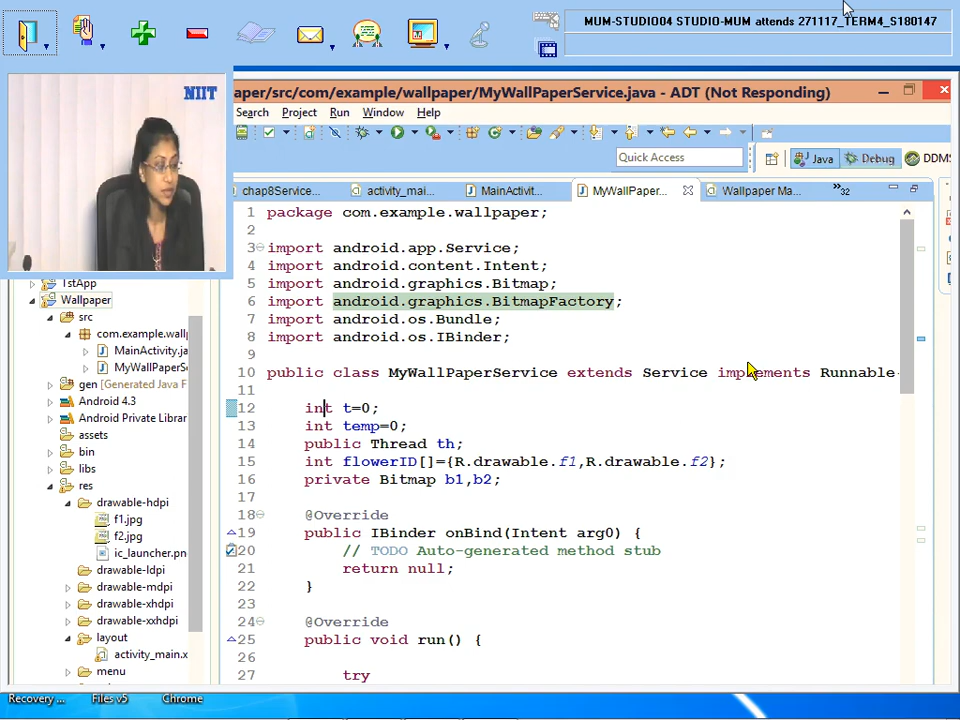 MUM-STUDIO04 STUDIO-MUM attends 271117_TERM4_S180147
NIIT
aper/src/com/example/wallpaper/MyWallPaperService.java - ADT (Not Responding)
Search Project Run Window Help
Quick Access
Java
Debug
DDMS
chap8Service...
activity_mai...
MainActivit...
MyWallPaper...
Wallpaper Ma...
32
TstApp
Wallpaper
src
com.example.wallp
MainActivity.ja
MyWallPaperS
gen [Generated Java F
Android 4.3
Android Private Librar
assets
bin
libs
res
drawable-hdpi
f1.jpg
f2.jpg
ic_launcher.pn
drawable-ldpi
drawable-mdpi
drawable-xhdpi
drawable-xxhdpi
layout
activity_main.x
menu
1 package com.example.wallpaper;
2
3 import android.app.Service;
4 import android.content.Intent;
5 import android.graphics.Bitmap;
6 import android.graphics.BitmapFactory;
7 import android.os.Bundle;
8 import android.os.IBinder;
9
10 public class MyWallPaperService extends Service implements Runnable
11
12 int t=0;
13 int temp=0;
14 public Thread th;
15 int flowerID[]={R.drawable.f1,R.drawable.f2};
16 private Bitmap b1,b2;
17
18 @Override
19 public IBinder onBind(Intent arg0) {
20 // TODO Auto-generated method stub
21 return null;
22 }
23
24 @Override
25 public void run() {
26
27 try
Recovery ...
Files v5
Chrome